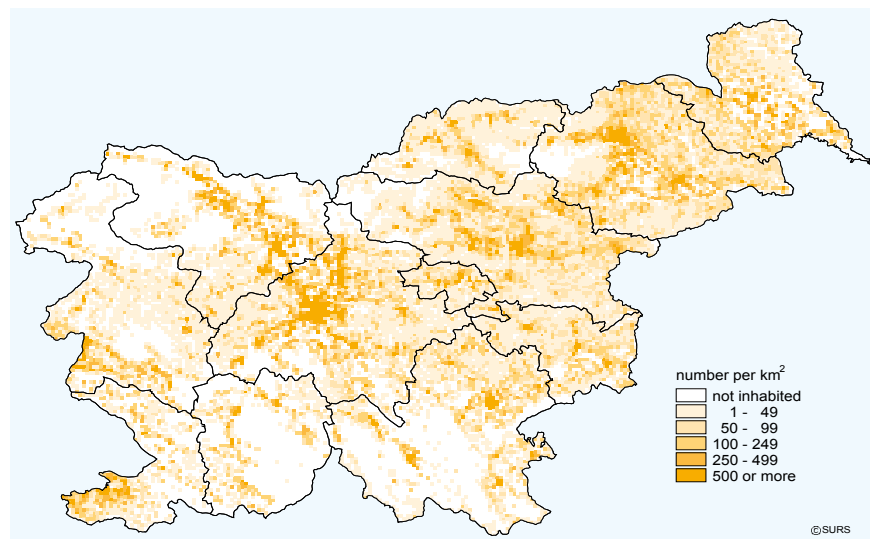 number per km²
not inhabited
1 - 49
50 - 99
100 - 249
250 - 499
500 or more
©SURS